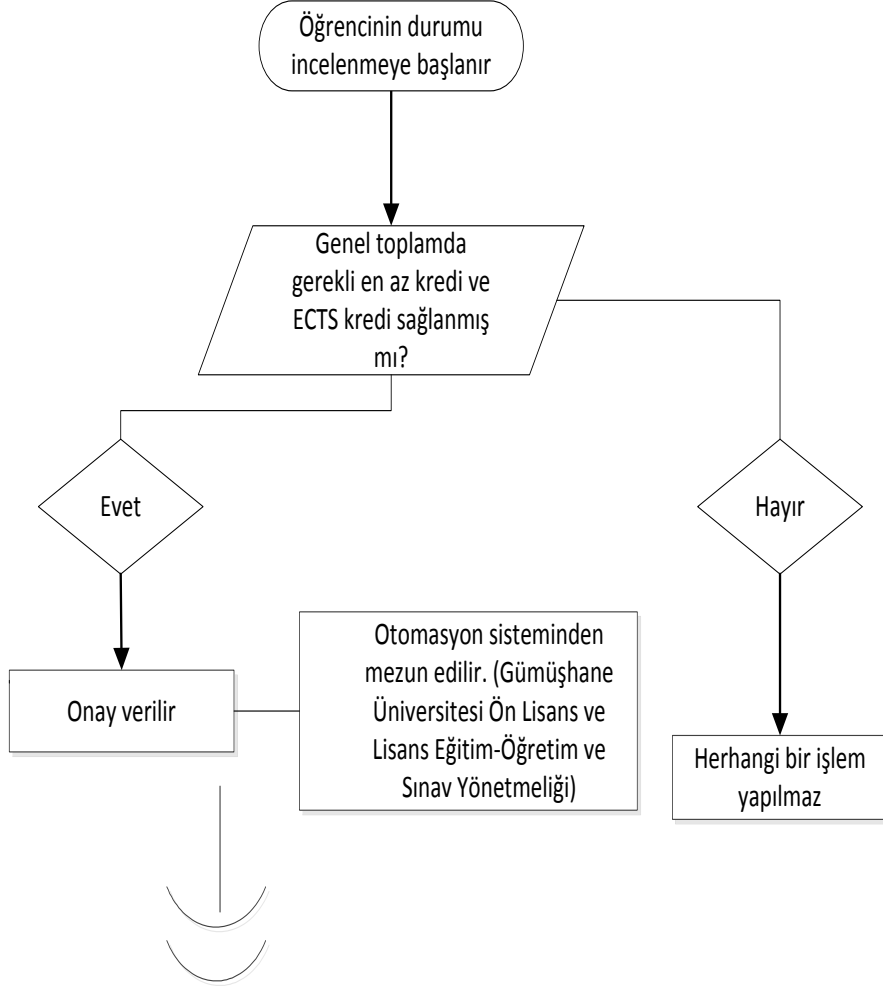 Öğrencinin durumu
incelenmeye başlanır
Genel toplamda
gerekli en az kredi ve
ECTS kredi sağlanmış
mı?
Evet
Hayır
Onay verilir
Otomasyon sisteminden
mezun edilir. (Gümüşhane
Üniversitesi Ön Lisans ve
Lisans Eğitim-Öğretim ve
Sınav Yönetmeliği)
Herhangi bir işlem
yapılmaz